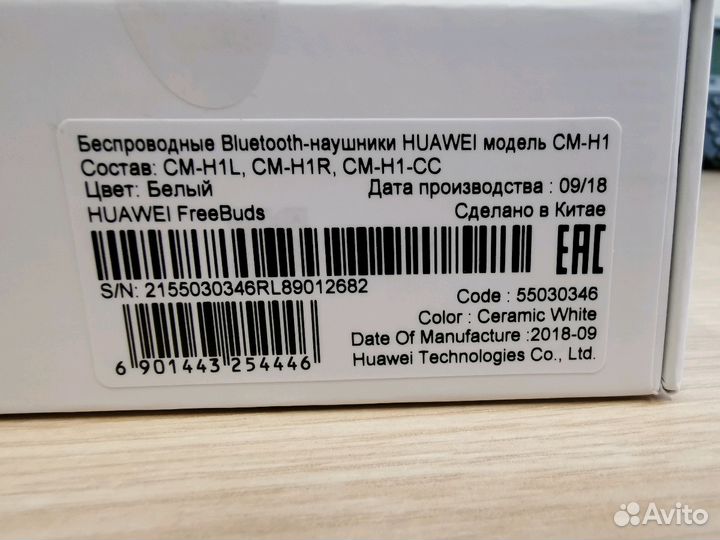 Беспроводные Bluetooth-наушники HUAWEI модель CM-H1
Состав: CM-H1L, CM-H1R, CM-H1-CC
Цвет: Белый Дата производства : 09/18
HUAWEI FreeBuds Сделано в Китае
EAC
S/N: 2155030346RL89012682
Code : 55030346
Color : Ceramic White
Date Of Manufacture :2018-09
Huawei Technologies Co., Ltd.
6 901443 254446
Avito